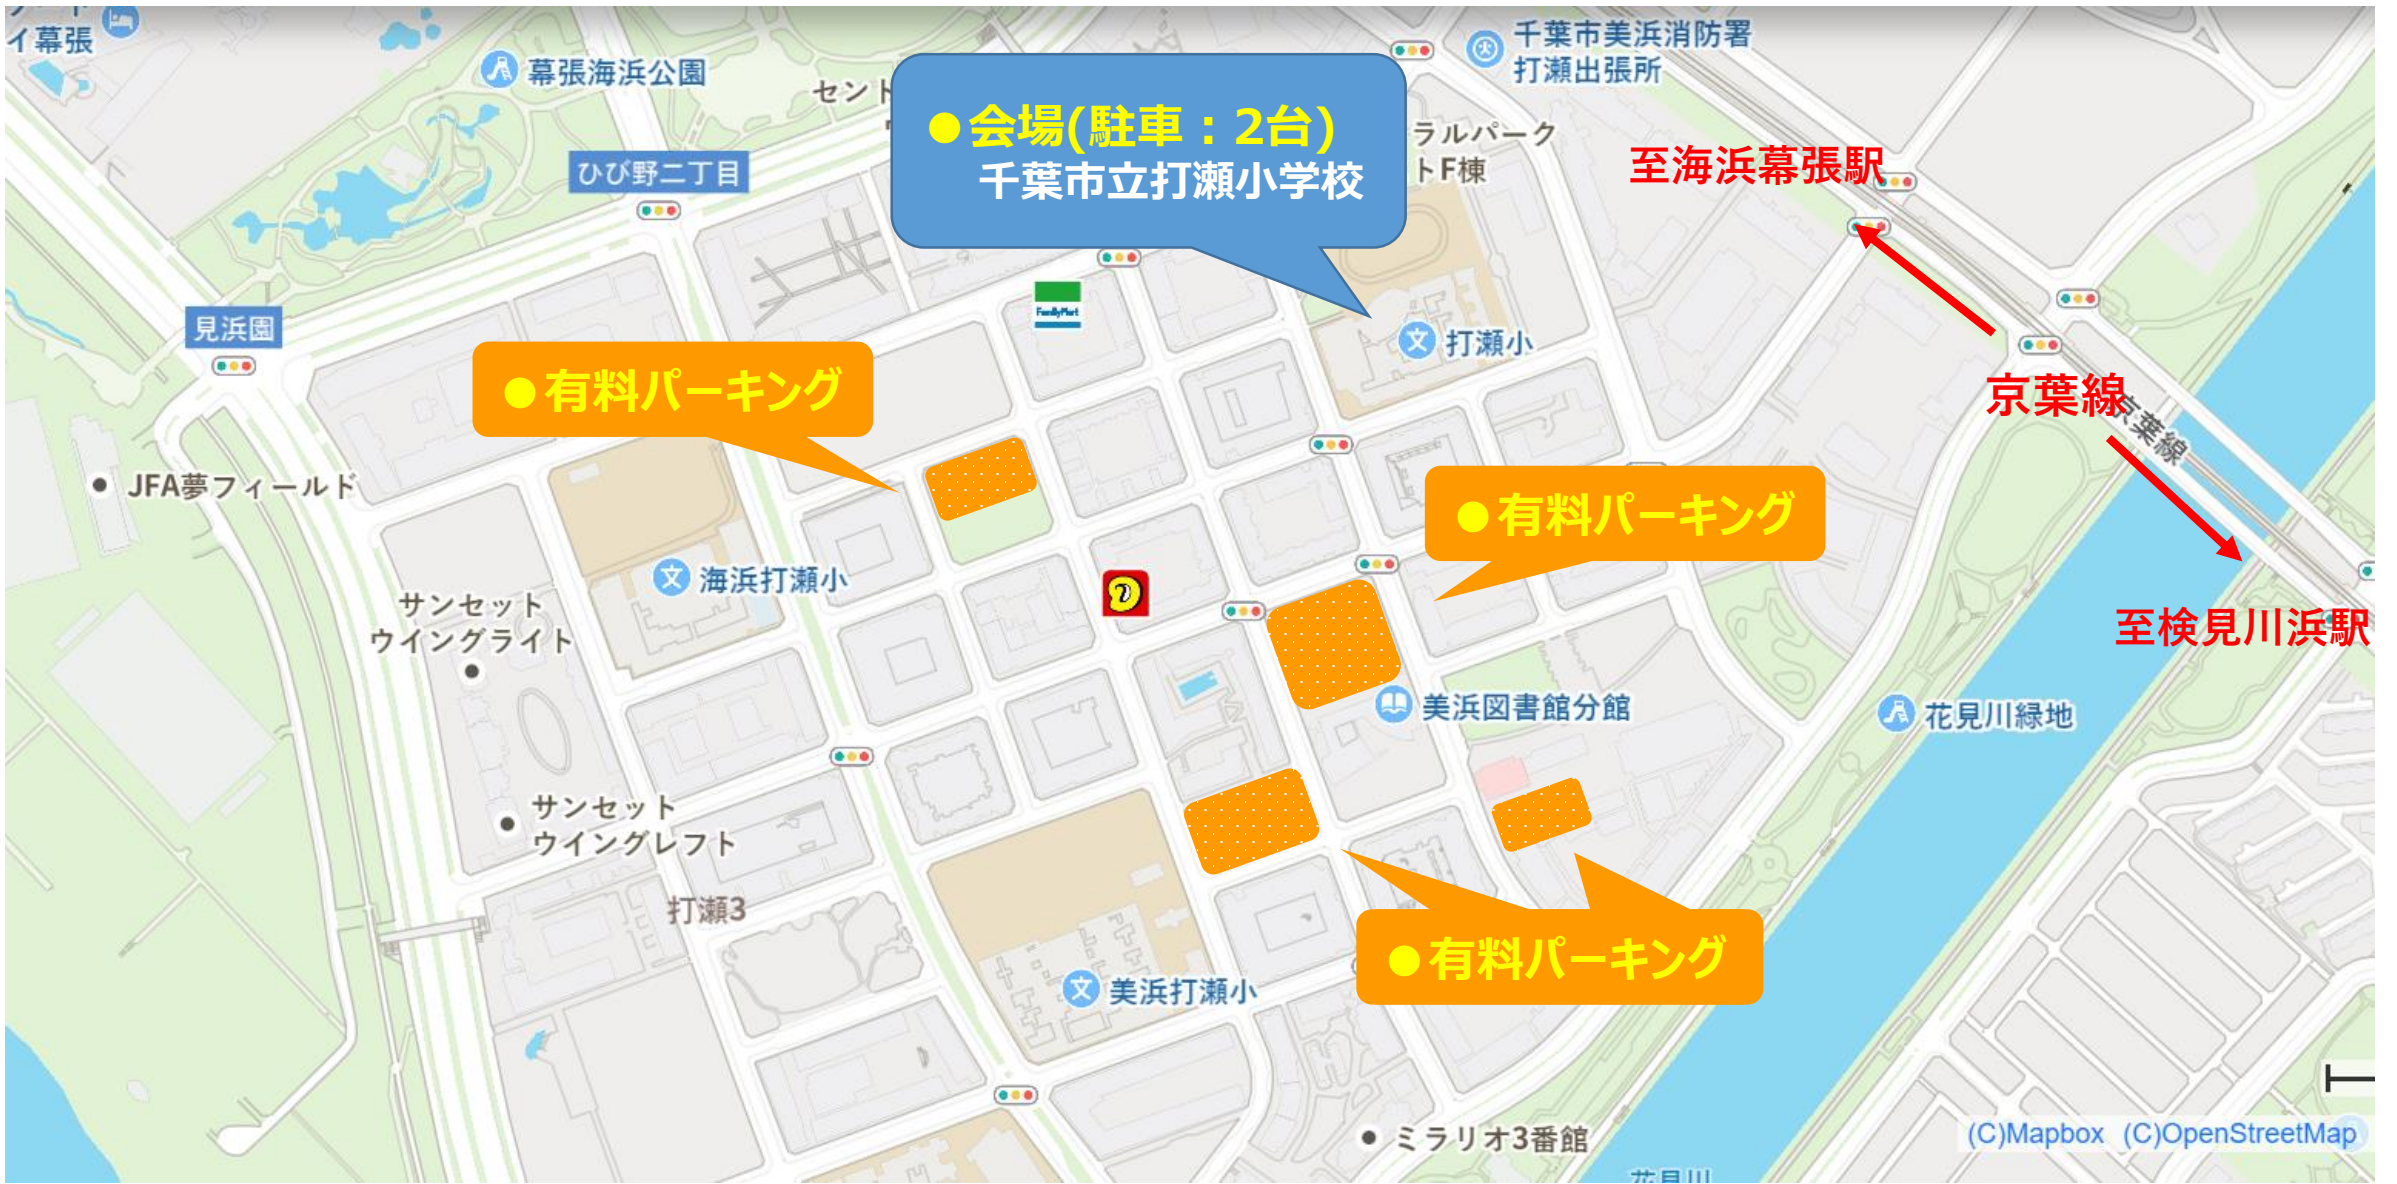 イ幕張
幕張海浜公園
セント
●会場(駐車：2台)
千葉市立打瀬小学校
千葉市美浜消防署
打瀬出張所
ラルパーク
トF棟
至海浜幕張駅
ひび野二丁目
見浜園
FamilyMart
打瀬小
●有料パーキング
京葉線
京葉線
JFA夢フィールド
●有料パーキング
海浜打瀬小
サンセット
ウイングライト
至検見川浜駅
美浜図書館分館
花見川緑地
サンセット
ウイングレフト
打瀬3
●有料パーキング
美浜打瀬小
ミラリオ3番館
(C)Mapbox (C)OpenStreetMap
花見川